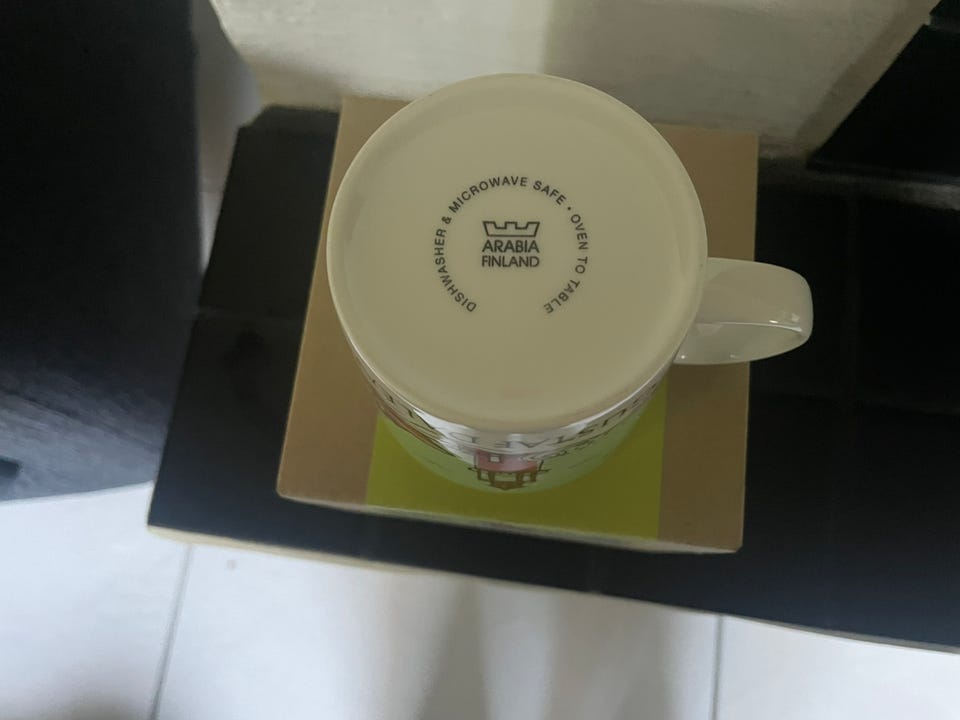 DISHWASHER & MICROWAVE SAFE • OVEN TO TABLE
ARABIA
FINLAND